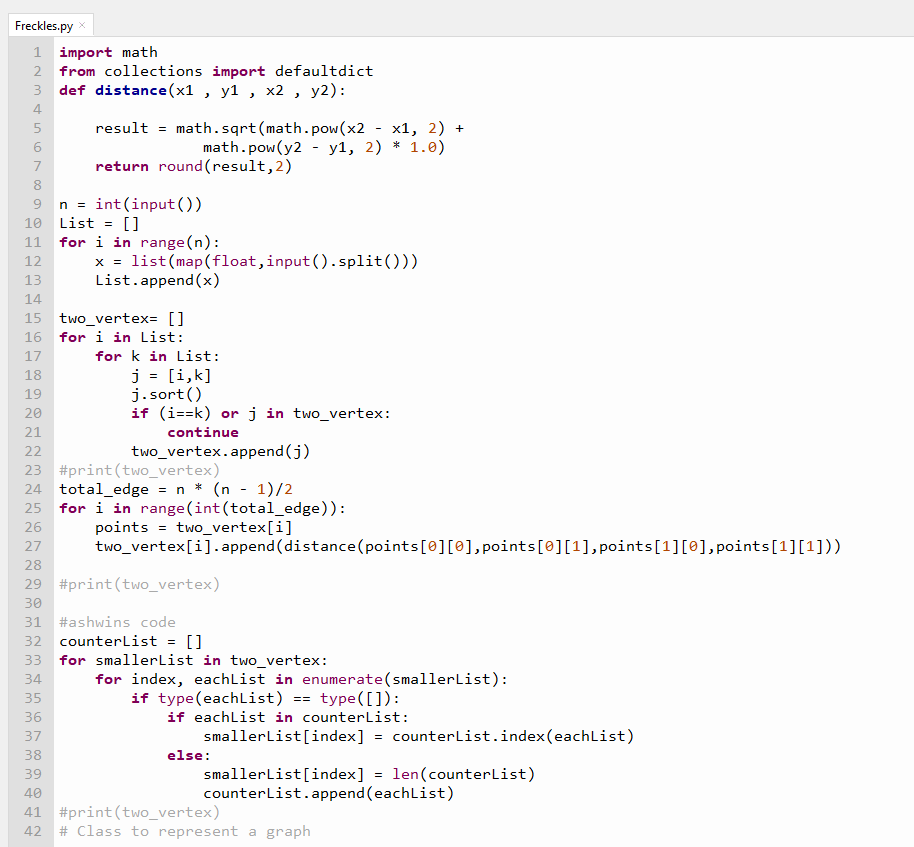 Freckles.py ×
1 import math
2 from collections import defaultdict
3 def distance(x1 , y1 , x2 , y2):
4
5     result = math.sqrt(math.pow(x2 - x1, 2) +
6                 math.pow(y2 - y1, 2) * 1.0)
7     return round(result,2)
8
9 n = int(input())
10 List = []
11 for i in range(n):
12     x = list(map(float,input().split()))
13     List.append(x)
14
15 two_vertex= []
16 for i in List:
17     for k in List:
18         j = [i,k]
19         j.sort()
20         if (i==k) or j in two_vertex:
21             continue
22         two_vertex.append(j)
23 #print(two_vertex)
24 total_edge = n * (n - 1)/2
25 for i in range(int(total_edge)):
26     points = two_vertex[i]
27     two_vertex[i].append(distance(points[0][0],points[0][1],points[1][0],points[1][1]))
28
29 #print(two_vertex)
30
31 #ashwins code
32 counterList = []
33 for smallerList in two_vertex:
34     for index, eachList in enumerate(smallerList):
35         if type(eachList) == type([]):
36             if eachList in counterList:
37                 smallerList[index] = counterList.index(eachList)
38             else:
39                 smallerList[index] = len(counterList)
40                 counterList.append(eachList)
41 #print(two_vertex)
42 # Class to represent a graph